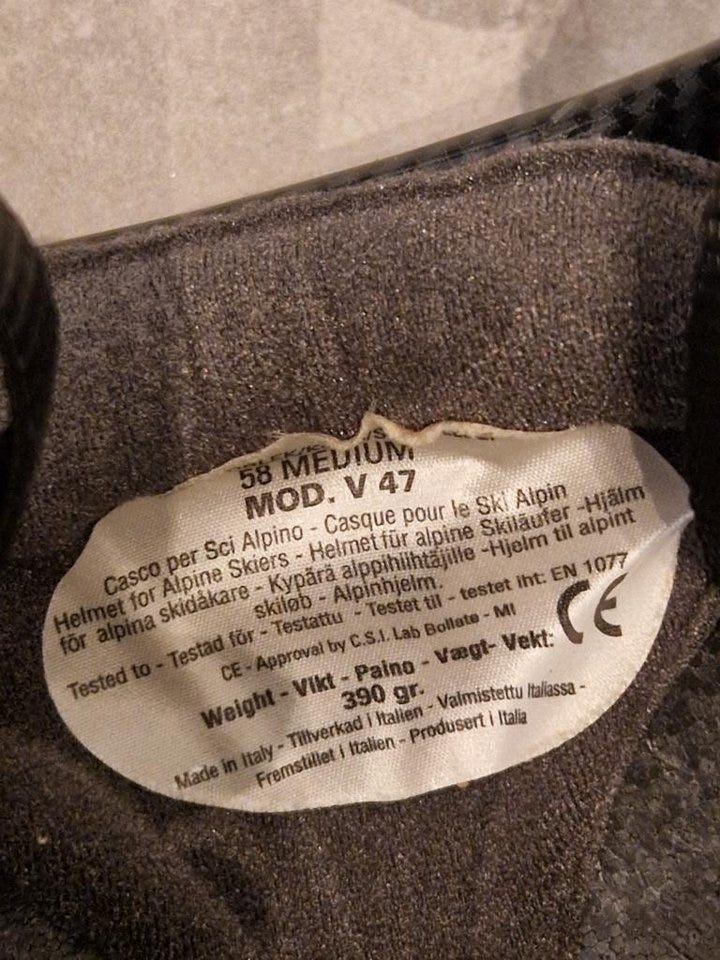 58 MEDIUM
MOD. V 47
Casco per Sci Alpino - Casque pour le Ski Alpin
Helmet for Alpine Skiers - Helmet für alpine Skiläufer -Hjälm
för alpina skidåkare - Kypärä alppihiihtäjille -Hjelm til alpint
skiløb - Alpinhjelm.
Tested to - Testad för - Testattu - Testet til - testet iht: EN 1077
CE - Approval by C.S.I. Lab Bollate - MI
CE
Weight - Vikt - Paino - Vægt- Vekt:
390 gr.
Made in Italy - Tillverkad i Italien - Valmistettu Italiassa -
Fremstillet i Italien - Produsert i Italia